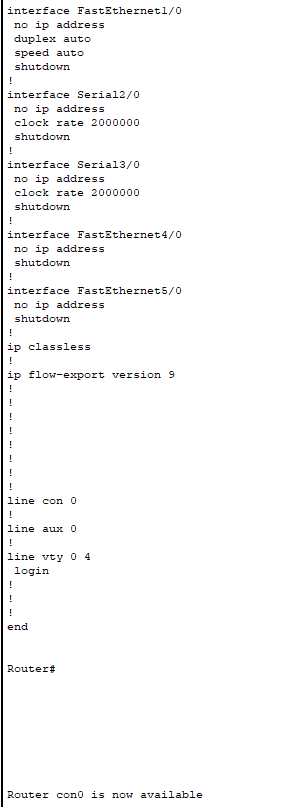 interface FastEthernet1/0
 no ip address
 duplex auto
 speed auto
 shutdown
!
interface Serial2/0
 no ip address
 clock rate 2000000
 shutdown
!
interface Serial3/0
 no ip address
 clock rate 2000000
 shutdown
!
interface FastEthernet4/0
 no ip address
 shutdown
!
interface FastEthernet5/0
 no ip address
 shutdown
!
ip classless
!
ip flow-export version 9
!
!
!
!
!
!
!
!
line con 0
!
line aux 0
!
line vty 0 4
 login
!
!
!
end
Router#
Router con0 is now available